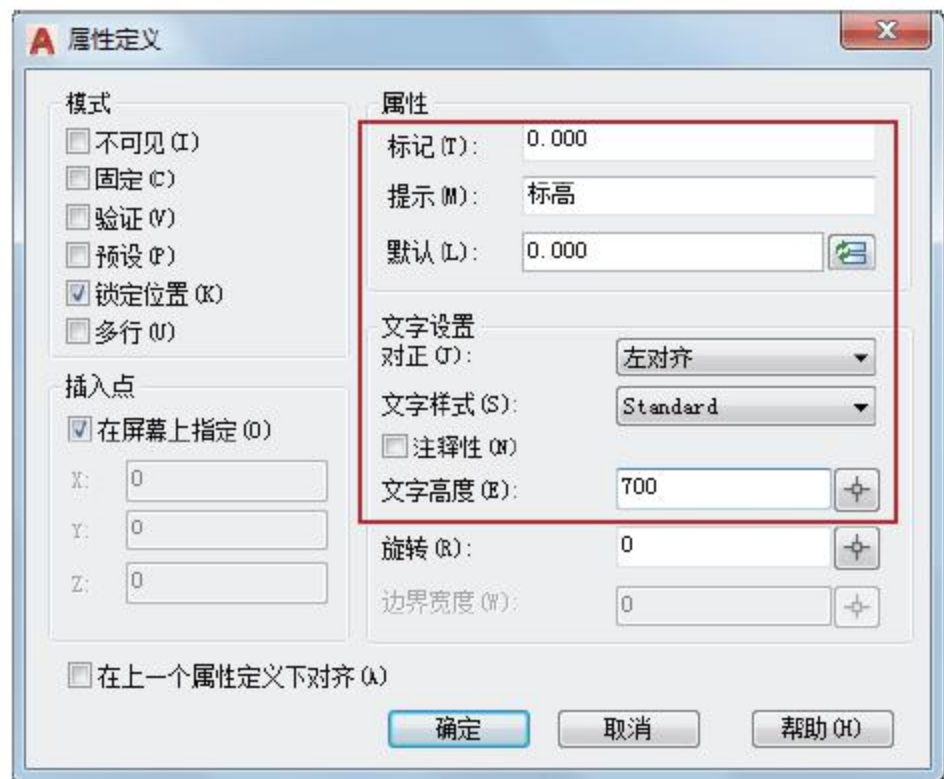 属性定义
模式
不可见(I)
固定(C)
验证(V)
预设(P)
锁定位置(K)
多行(U)
插入点
在屏幕上指定(O)
X: 0
Y: 0
Z: 0
属性
标记(T): 0.000
提示(M): 标高
默认(L): 0.000
文字设置
对正(J): 左对齐
文字样式(S): Standard
注释性(N)
文字高度(E): 700
旋转(R): 0
边界宽度(W): 0
在上一个属性定义下对齐(A)
确定 取消 帮助(H)